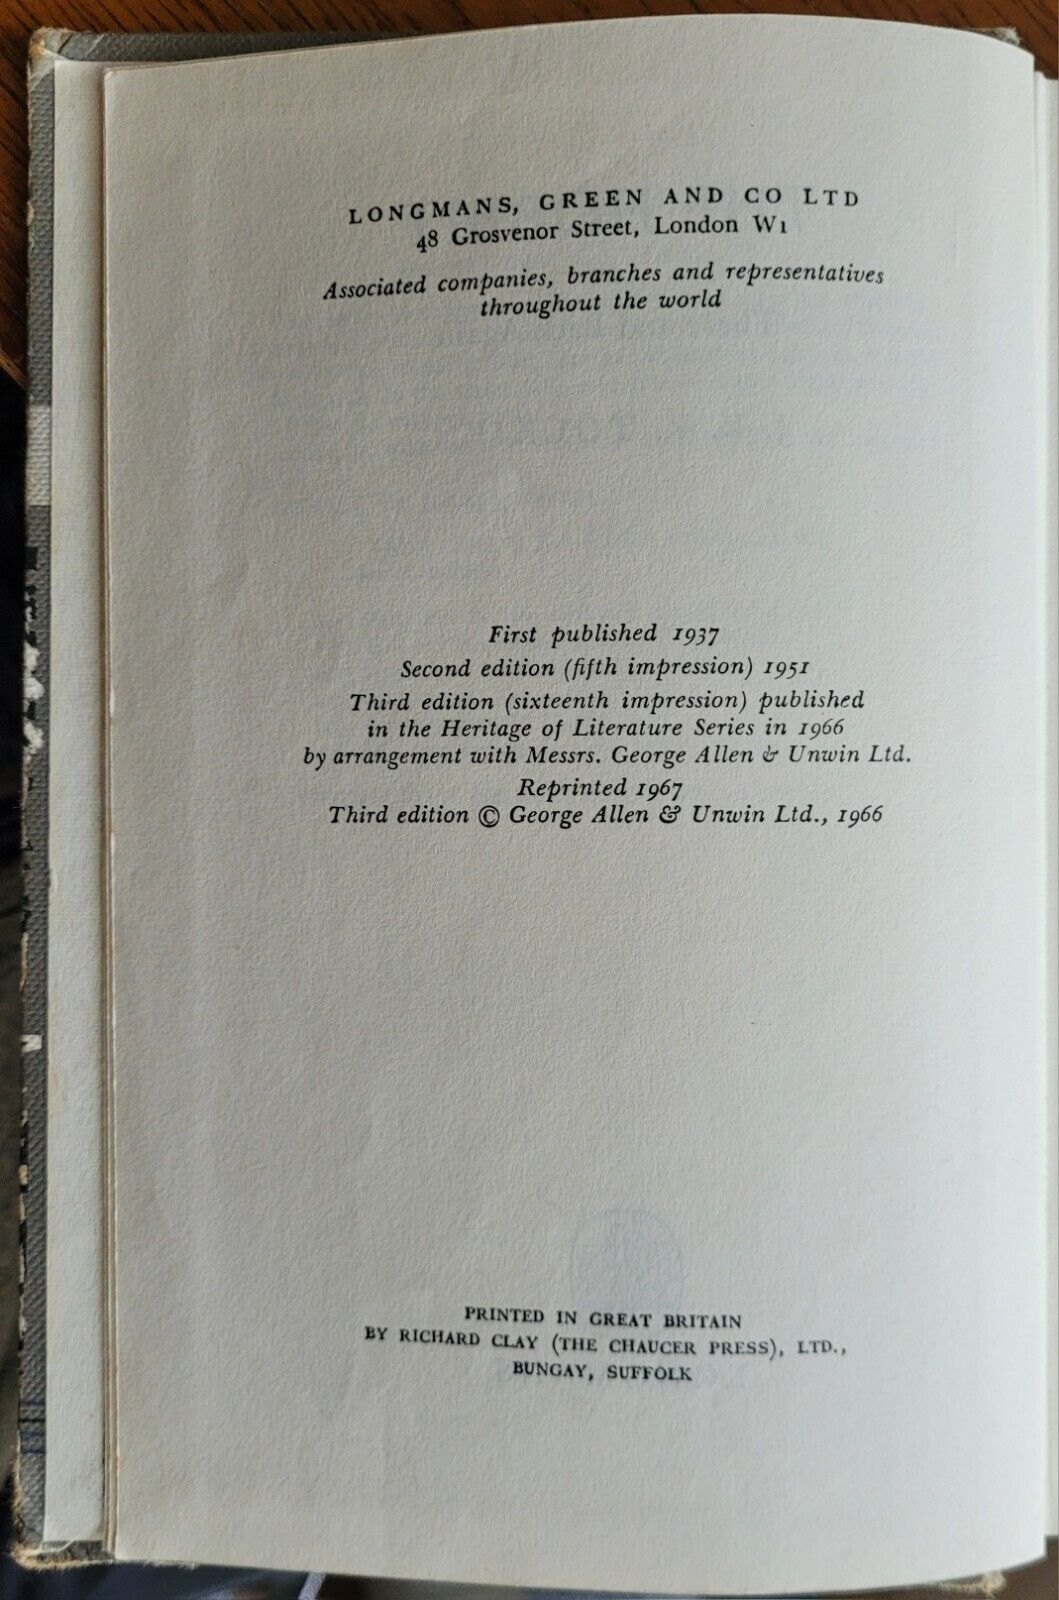 LONGMANS, GREEN AND CO LTD
48 Grosvenor Street, London W1
Associated companies, branches and representatives
throughout the world
First published 1937
Second edition (fifth impression) 1951
Third edition (sixteenth impression) published
in the Heritage of Literature Series in 1966
by arrangement with Messrs. George Allen & Unwin Ltd.
Reprinted 1967
Third edition © George Allen & Unwin Ltd., 1966
PRINTED IN GREAT BRITAIN
BY RICHARD CLAY (THE CHAUCER PRESS), LTD.,
BUNGAY, SUFFOLK